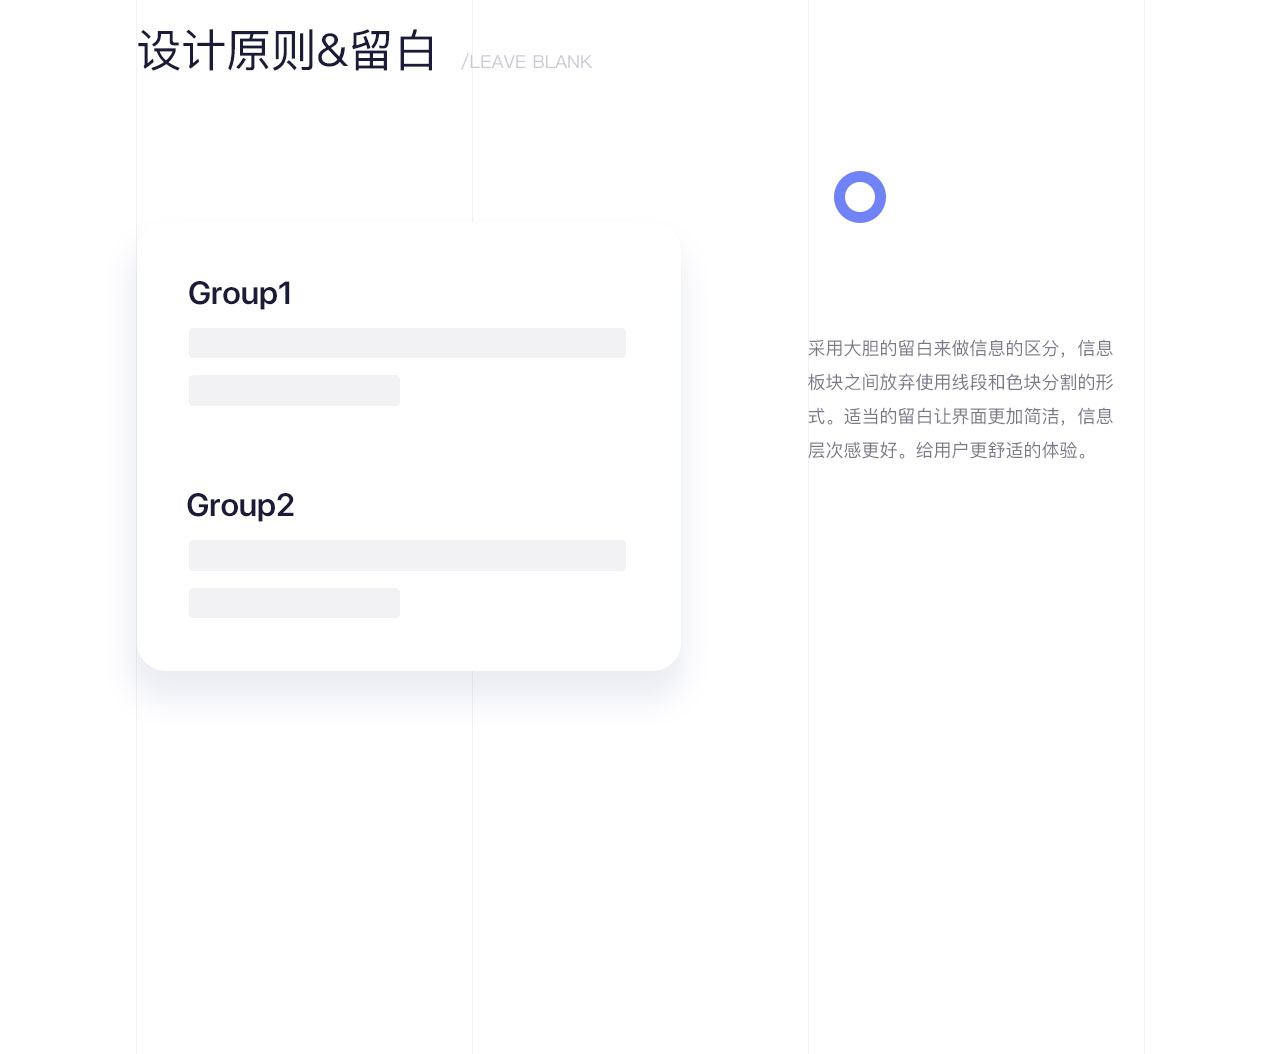 设计原则&留白 /LEAVE BLANK
Group1
Group2
采用大胆的留白来做信息的区分，信息
板块之间放弃使用线段和色块分割的形
式。适当的留白让界面更加简洁，信息
层次感更好。给用户更舒适的体验。